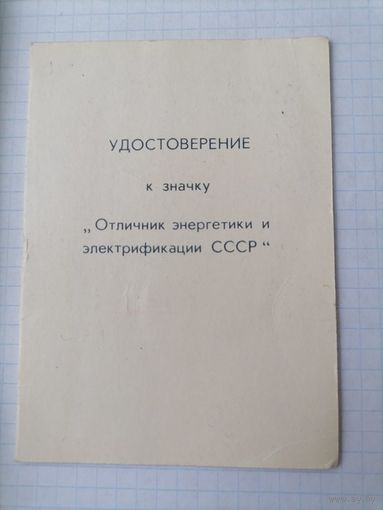 УДОСТОВЕРЕНИЕ
к значку
„Отличник энергетики и
электрификации СССР“